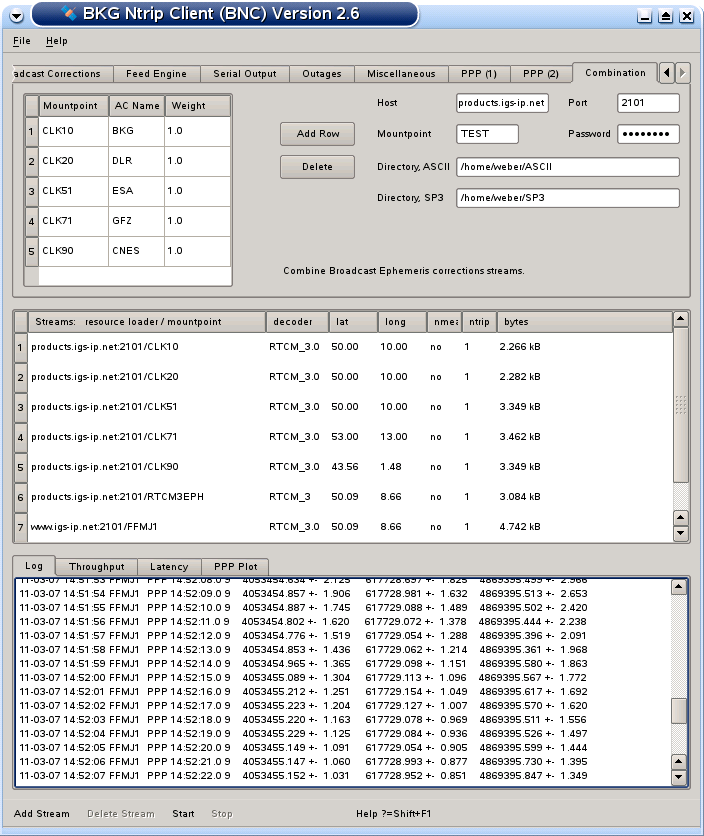 BKG Ntrip Client (BNC) Version 2.6
File Help
adcast Corrections Feed Engine Serial Output Outages Miscellaneous PPP (1) PPP (2) Combination
Mountpoint AC Name Weight
1 CLK10 BKG 1.0
2 CLK20 DLR 1.0
3 CLK51 ESA 1.0
4 CLK71 GFZ 1.0
5 CLK90 CNES 1.0
Add Row
Delete
Host products.igs-ip.net Port 2101
Mountpoint TEST Password ••••••••
Directory, ASCII /home/weber/ASCII
Directory, SP3 /home/weber/SP3
Combine Broadcast Ephemeris corrections streams.
Streams: resource loader / mountpoint decoder lat long nmea ntrip bytes
1 products.igs-ip.net:2101/CLK10 RTCM_3.0 50.00 10.00 no 1 2.266 kB
2 products.igs-ip.net:2101/CLK20 RTCM_3.0 50.00 10.00 no 1 2.282 kB
3 products.igs-ip.net:2101/CLK51 RTCM_3.0 50.00 10.00 no 1 3.349 kB
4 products.igs-ip.net:2101/CLK71 RTCM_3.0 53.00 13.00 no 1 3.462 kB
5 products.igs-ip.net:2101/CLK90 RTCM_3.0 43.56 1.48 no 1 3.349 kB
6 products.igs-ip.net:2101/RTCM3EPH RTCM_3 50.09 8.66 no 1 3.084 kB
7 www.igs-ip.net:2101/FFMJ1 RTCM_3.0 50.09 8.66 no 1 4.742 kB
Log Throughput Latency PPP Plot
11-03-07 14:51:53 FFMJ1 PPP 14:52:08.0 9 4053454.634 +- 2.125 617728.697 +- 1.825 4869395.499 +- 2.966
11-03-07 14:51:54 FFMJ1 PPP 14:52:09.0 9 4053454.857 +- 1.906 617728.981 +- 1.632 4869395.513 +- 2.653
11-03-07 14:51:55 FFMJ1 PPP 14:52:10.0 9 4053454.887 +- 1.745 617729.088 +- 1.489 4869395.502 +- 2.420
11-03-07 14:51:56 FFMJ1 PPP 14:52:11.0 9 4053454.802 +- 1.620 617729.072 +- 1.378 4869395.444 +- 2.238
11-03-07 14:51:57 FFMJ1 PPP 14:52:12.0 9 4053454.776 +- 1.519 617729.054 +- 1.288 4869395.396 +- 2.091
11-03-07 14:51:58 FFMJ1 PPP 14:52:13.0 9 4053454.853 +- 1.436 617729.062 +- 1.214 4869395.361 +- 1.968
11-03-07 14:51:59 FFMJ1 PPP 14:52:14.0 9 4053454.965 +- 1.365 617729.098 +- 1.151 4869395.580 +- 1.863
11-03-07 14:52:00 FFMJ1 PPP 14:52:15.0 9 4053455.089 +- 1.304 617729.113 +- 1.096 4869395.567 +- 1.772
11-03-07 14:52:01 FFMJ1 PPP 14:52:16.0 9 4053455.212 +- 1.251 617729.154 +- 1.049 4869395.617 +- 1.692
11-03-07 14:52:02 FFMJ1 PPP 14:52:17.0 9 4053455.223 +- 1.204 617729.127 +- 1.007 4869395.570 +- 1.620
11-03-07 14:52:03 FFMJ1 PPP 14:52:18.0 9 4053455.220 +- 1.163 617729.078 +- 0.969 4869395.511 +- 1.556
11-03-07 14:52:04 FFMJ1 PPP 14:52:19.0 9 4053455.229 +- 1.125 617729.084 +- 0.936 4869395.526 +- 1.497
11-03-07 14:52:05 FFMJ1 PPP 14:52:20.0 9 4053455.149 +- 1.091 617729.054 +- 0.905 4869395.599 +- 1.444
11-03-07 14:52:06 FFMJ1 PPP 14:52:21.0 9 4053455.147 +- 1.060 617728.993 +- 0.877 4869395.730 +- 1.395
11-03-07 14:52:07 FFMJ1 PPP 14:52:22.0 9 4053455.152 +- 1.031 617728.952 +- 0.851 4869395.847 +- 1.349
Add Stream Delete Stream Start Stop Help ?=Shift+F1